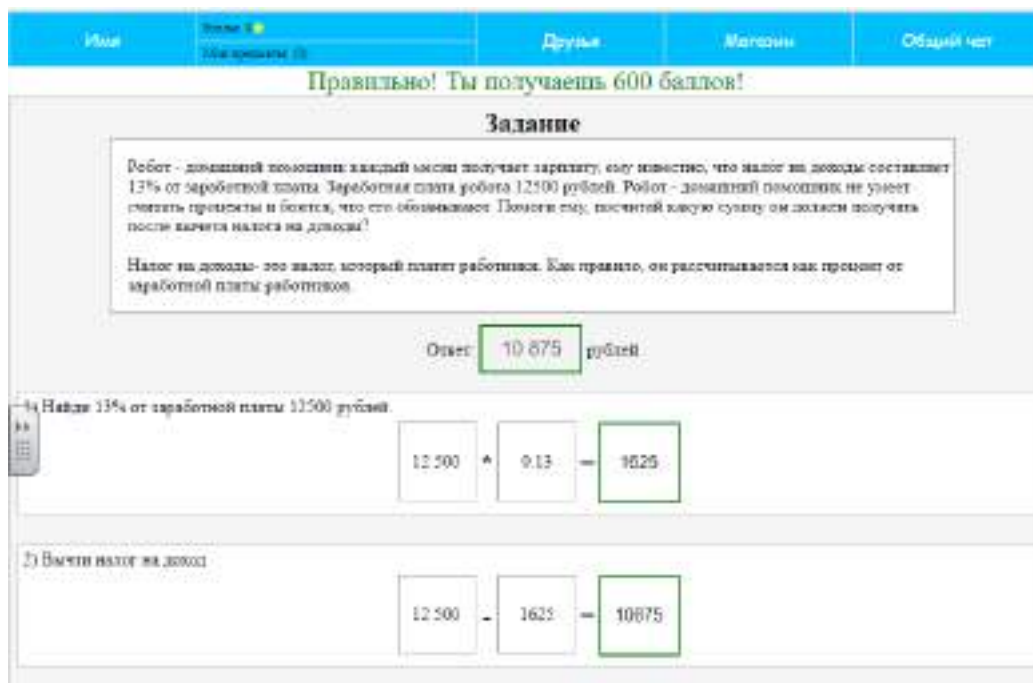 Имя
Друзья
Магазин
Общий чат
Правильно! Ты получаешь 600 баллов!
Задание
Робот - домашний помощник каждый месяц получает зарплату, ему известно, что налог на доходы составляет
13% от заработной платы. Заработная плата робота 12500 рублей. Робот - домашний помощник не умеет
считать проценты и боится, что его обманывают. Помоги ему, посчитай какую сумму он должен получить
после вычета налога на доходы?
Налог на доходы- это налог, который платят работники. Как правило, он рассчитывается как процент от
заработной платы работников.
Ответ: 10 875 рублей
1) Найди 13% от заработной платы 12500 рублей
12 500 * 0.13 = 1625
2) Вычти налог на доход
12 500 - 1625 = 10875